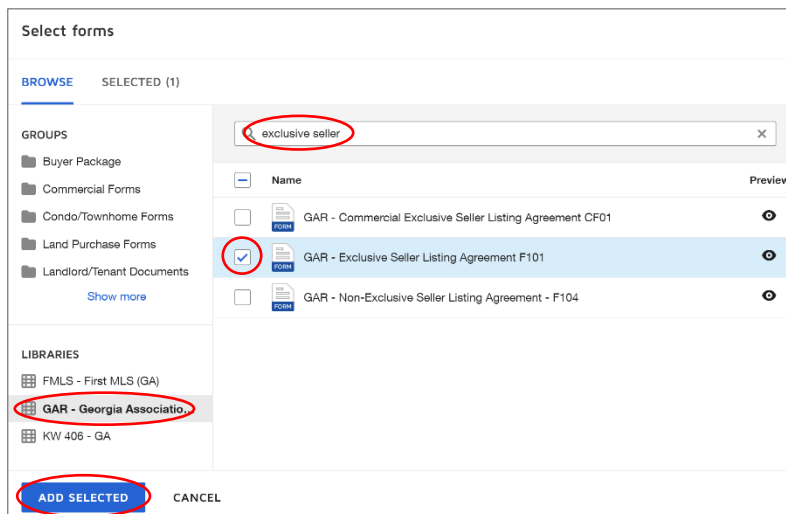 Select forms
BROWSE SELECTED (1)
GROUPS
Buyer Package
Commercial Forms
Condo/Townhome Forms
Land Purchase Forms
Landlord/Tenant Documents
Show more
LIBRARIES
FMLS - First MLS (GA)
GAR - Georgia Associatio...
KW 406 - GA
exclusive seller
Name Preview
FORM GAR - Commercial Exclusive Seller Listing Agreement CF01
FORM GAR - Exclusive Seller Listing Agreement F101
FORM GAR - Non-Exclusive Seller Listing Agreement - F104
ADD SELECTED CANCEL